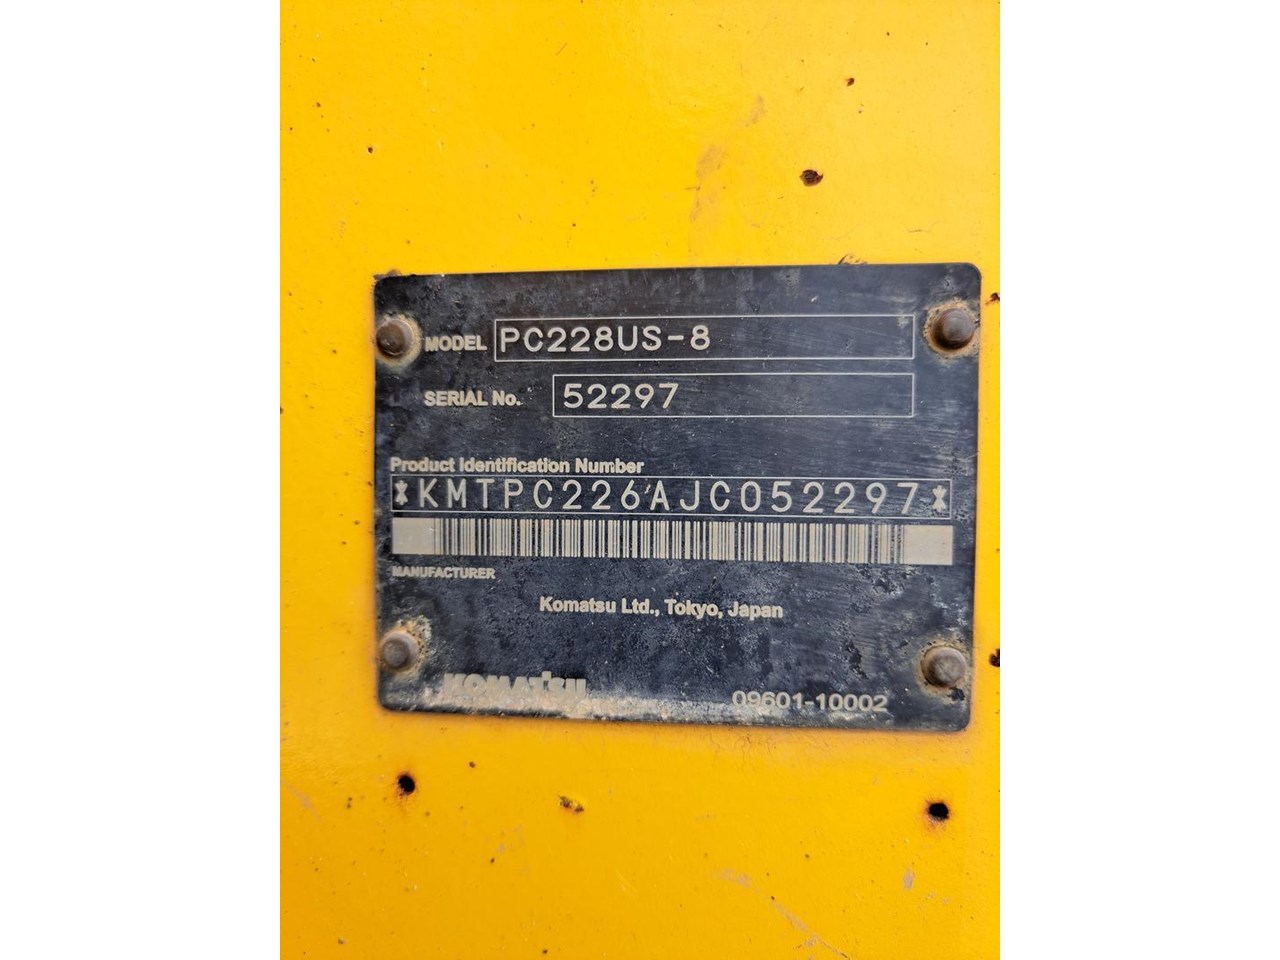 MODEL PC228US-8
SERIAL No. 52297
Product Identification Number
*KMTPC226AJC052297*
MANUFACTURER
Komatsu Ltd., Tokyo, Japan
KOMATSU 09601-10002